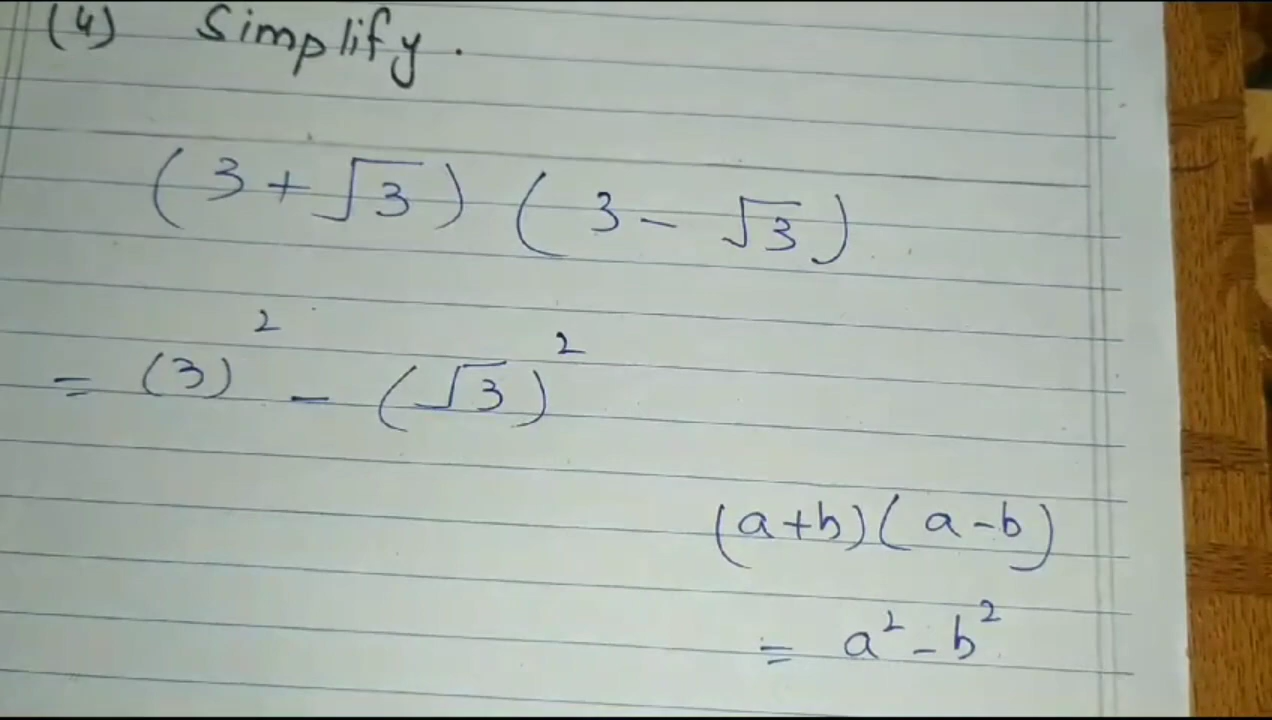 (4) Simplify.
(3+√3) (3-√3)
= (3)² - (√3)²
(a+b)(a-b)
= a²-b²